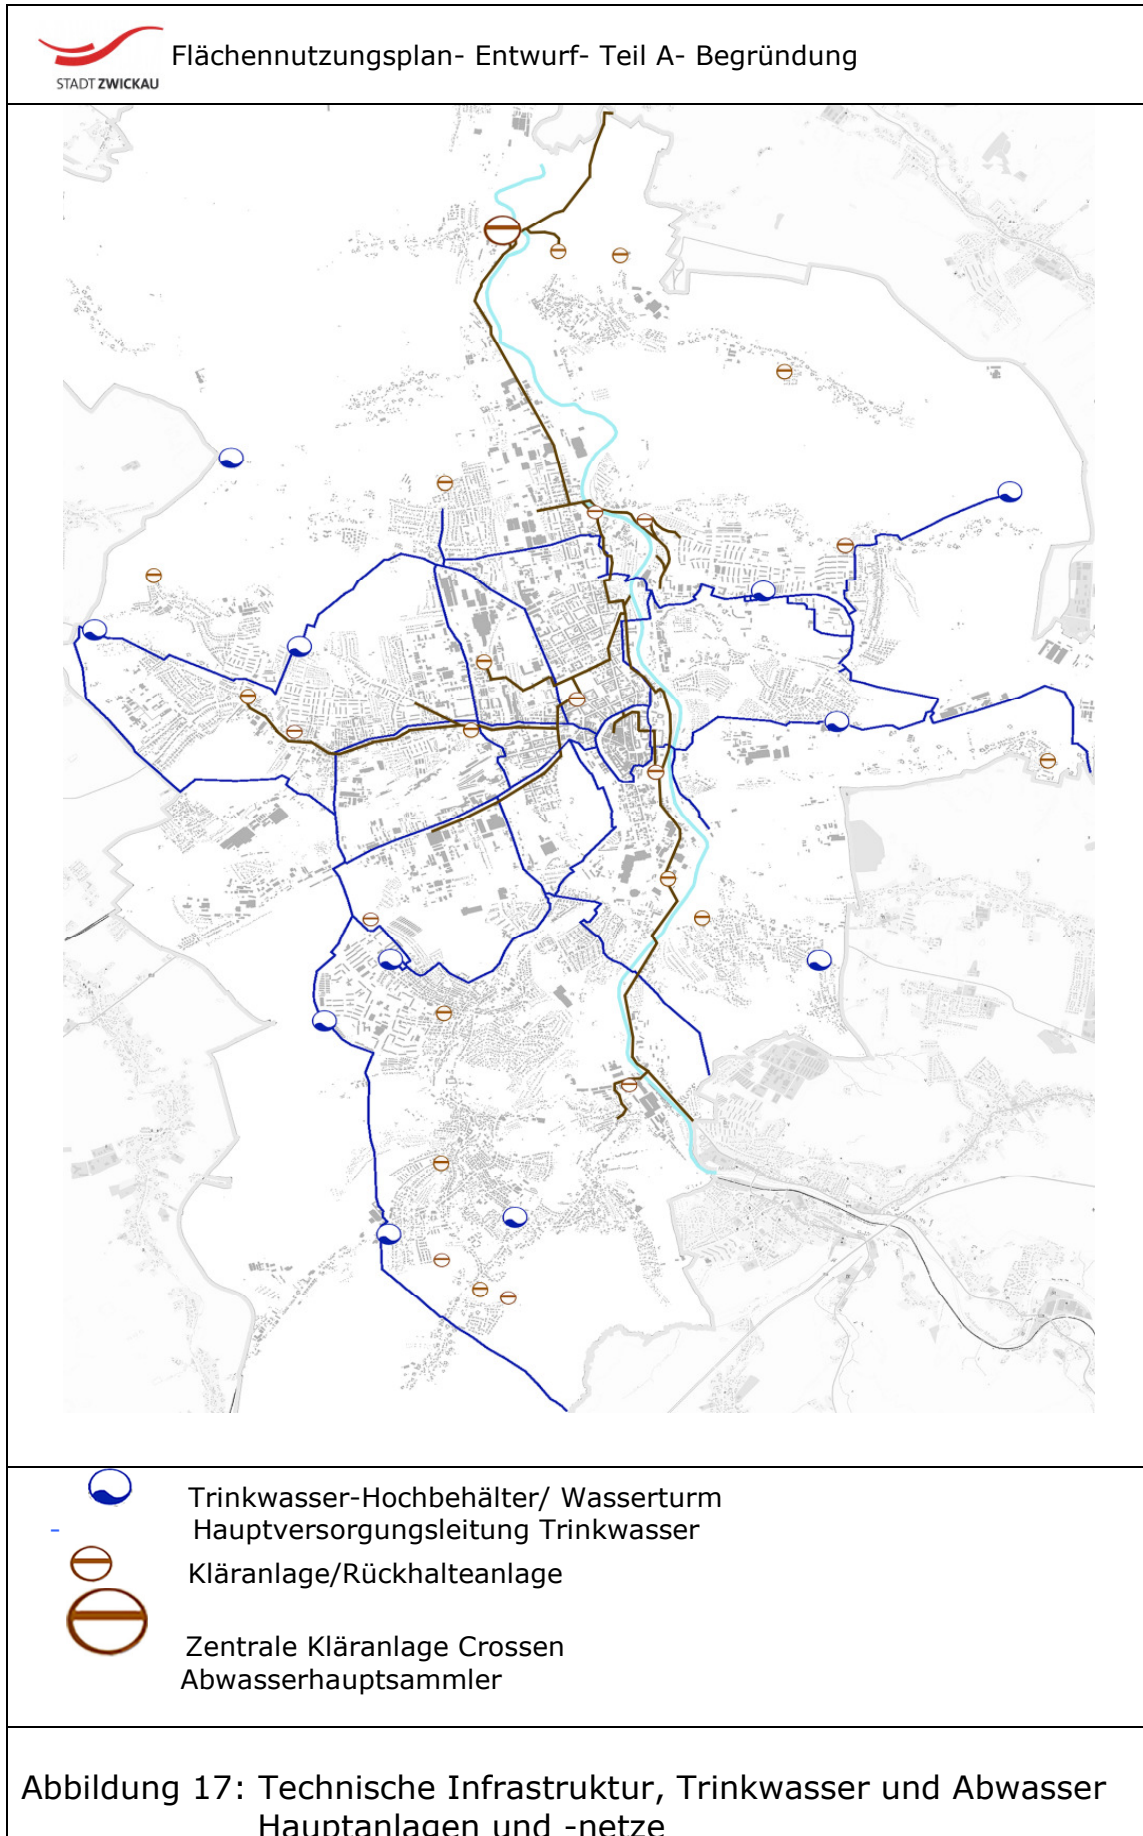 STADT ZWICKAU
Flächennutzungsplan- Entwurf- Teil A- Begründung
Trinkwasser-Hochbehälter/ Wasserturm
- Hauptversorgungsleitung Trinkwasser
Kläranlage/Rückhalteanlage
Zentrale Kläranlage Crossen
Abwasserhauptsammler
Abbildung 17: Technische Infrastruktur, Trinkwasser und Abwasser
Hauptanlagen und -netze